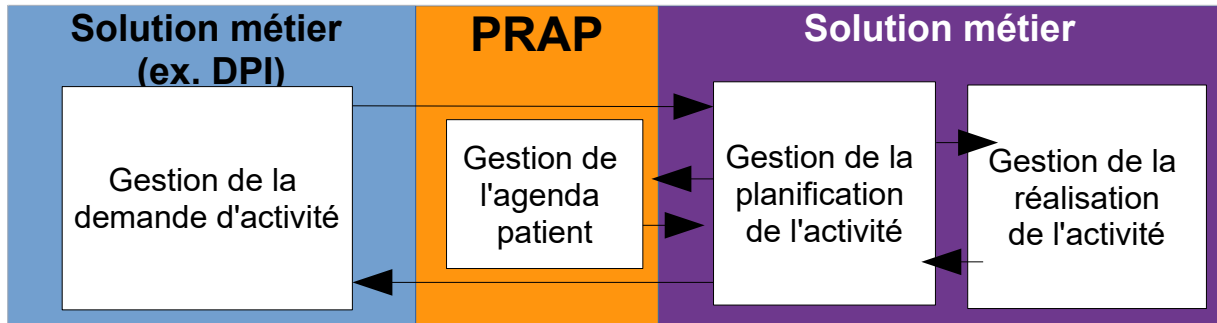 Solution métier
(ex. DPI)
PRAP
Solution métier
Gestion de la
demande d'activité
Gestion de
l'agenda
patient
Gestion de la
planification
de l'activité
Gestion de la
réalisation
de l'activité